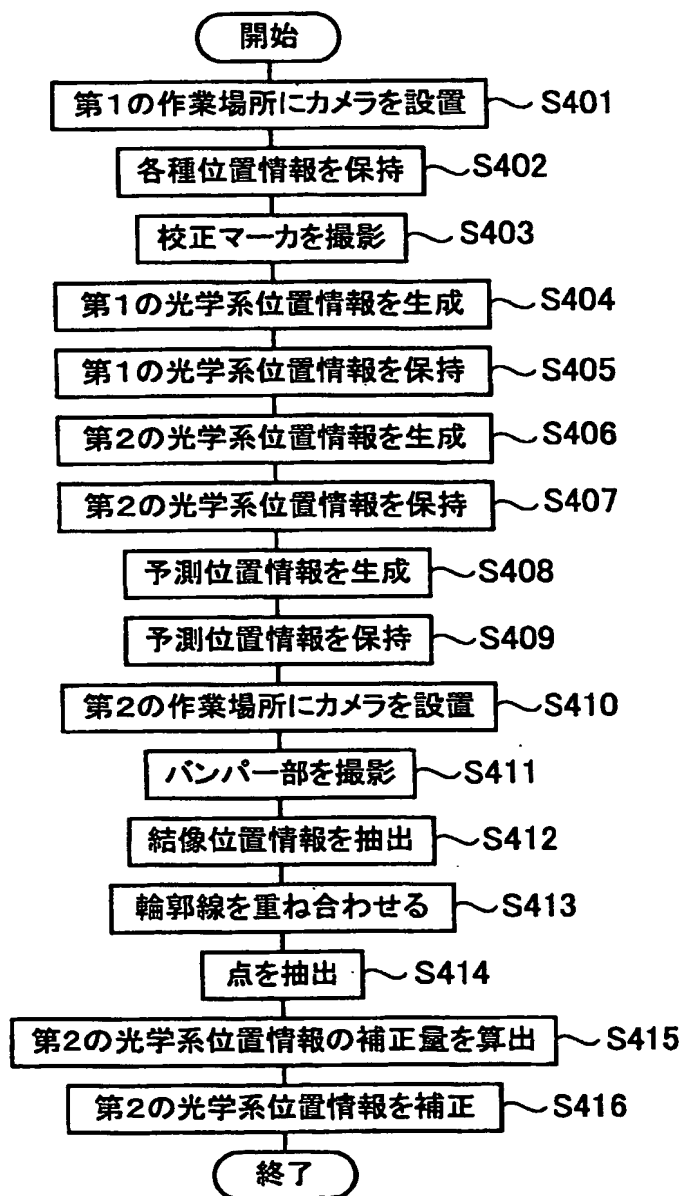 開始
第1の作業場所にカメラを設置 S401
各種位置情報を保持 S402
校正マーカを撮影 S403
第1の光学系位置情報を生成 S404
第1の光学系位置情報を保持 S405
第2の光学系位置情報を生成 S406
第2の光学系位置情報を保持 S407
予測位置情報を生成 S408
予測位置情報を保持 S409
第2の作業場所にカメラを設置 S410
バンパー部を撮影 S411
結像位置情報を抽出 S412
輪郭線を重ね合わせる S413
点を抽出 S414
第2の光学系位置情報の補正量を算出 S415
第2の光学系位置情報を補正 S416
終了